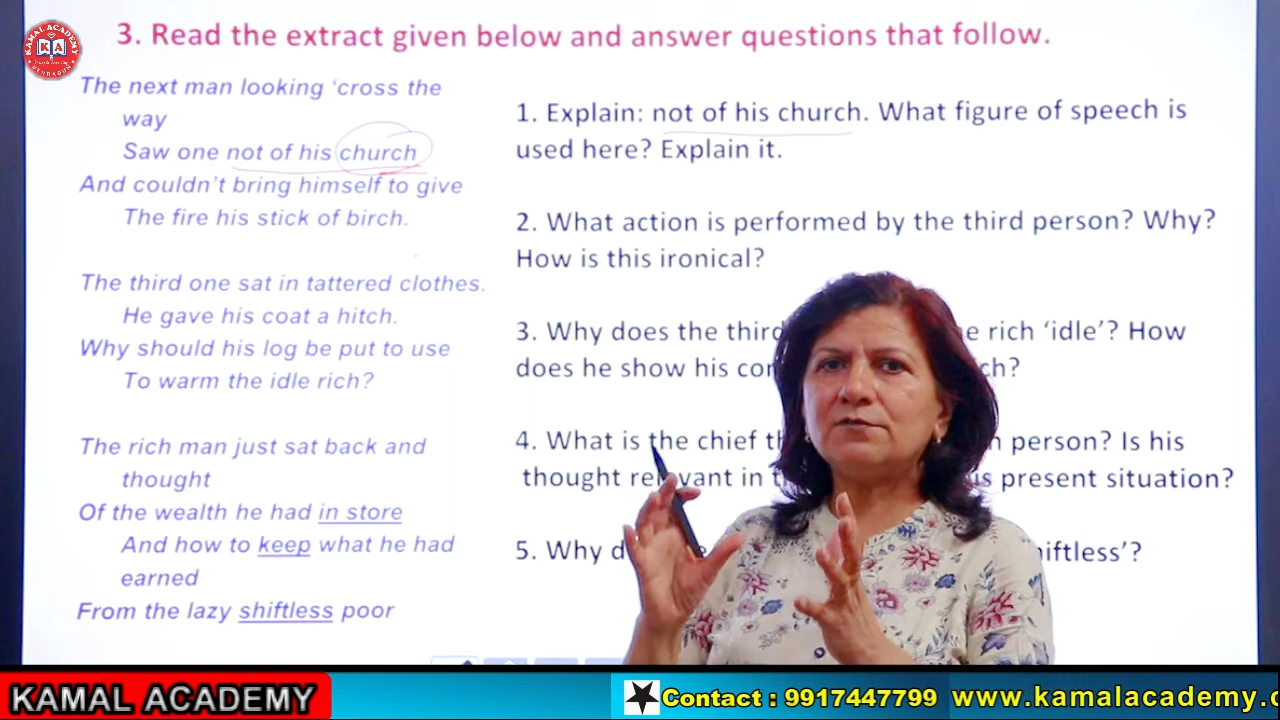 KAMAL ACADEMY
KA
DEHRADUN
3. Read the extract given below and answer questions that follow.
The next man looking ‘cross the
way
Saw one not of his church
And couldn’t bring himself to give
The fire his stick of birch.
The third one sat in tattered clothes.
He gave his coat a hitch.
Why should his log be put to use
To warm the idle rich?
The rich man just sat back and
thought
Of the wealth he had in store
And how to keep what he had
earned
From the lazy shiftless poor
1. Explain: not of his church. What figure of speech is
used here? Explain it.
2. What action is performed by the third person? Why?
How is this ironical?
3. Why does the third e rich ‘idle’? How
does he show his con ch?
4. What is the chief th n person? Is his
thought relevant in t is present situation?
5. Why d hiftless’?
KAMAL ACADEMY
Contact : 9917447799 www.kamalacademy.c